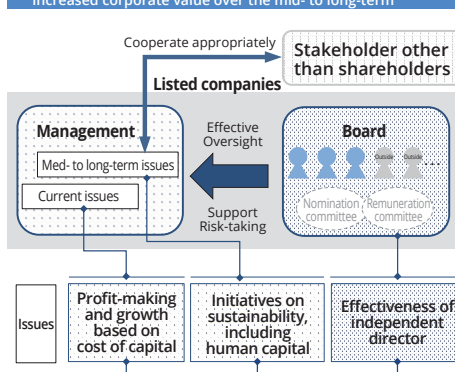 increased corporate value over the mid- to long-term
Cooperate appropriately
Stakeholder other
than shareholders
Listed companies
Management
Effective
Oversight
Board
Med- to long-term issues
Outside
Outside
...
Current issues
Support
Risk-taking
Nomination
committee
Remuneration
committee
Issues
Profit-making
and growth
based on
cost of capital
Initiatives on
sustainability,
including
human capital
Effectiveness of
independent
director